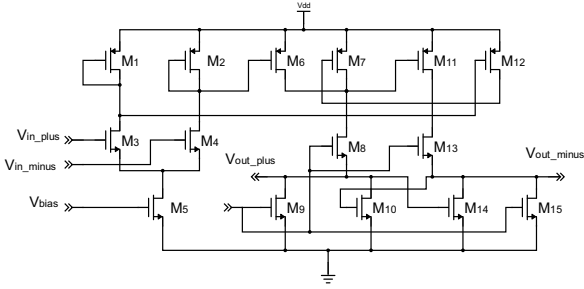 Vdd
M1
M2
M6
M7
M11
M12
Vin_plus
M3
M4
M8
M13
Vin_minus
Vout_plus
Vout_minus
Vbias
M5
M9
M10
M14
M15